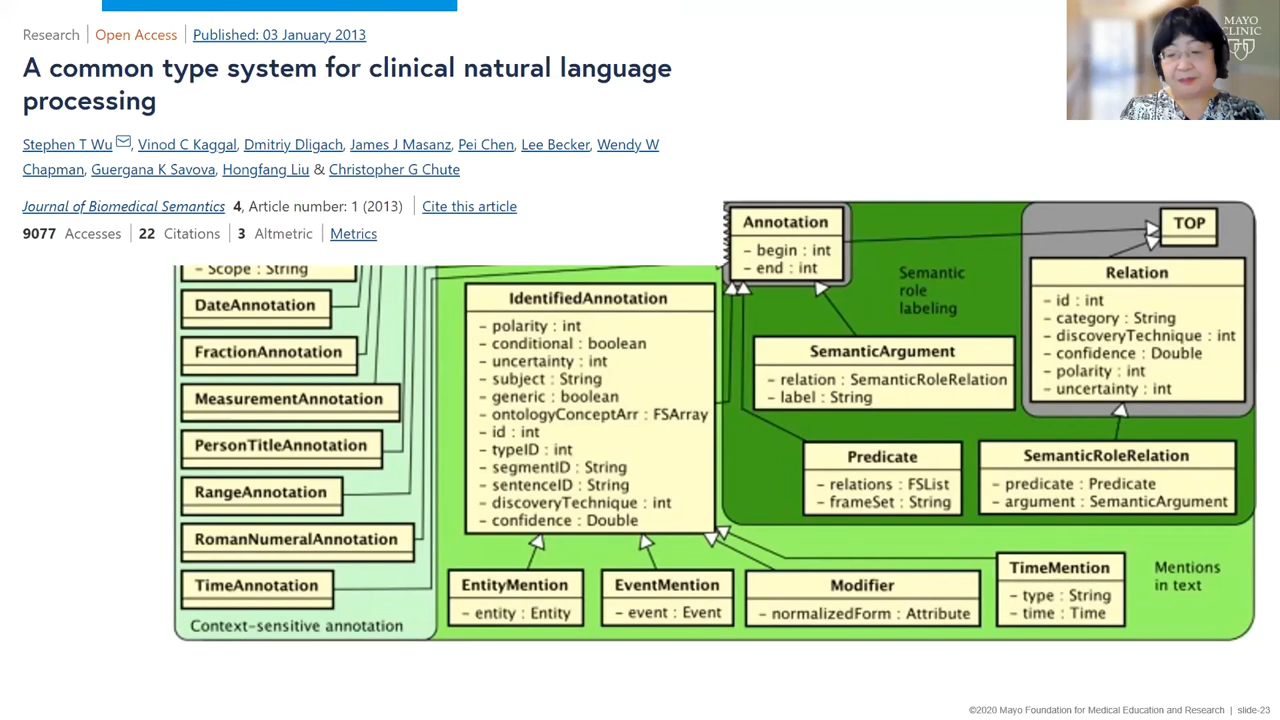 Research | Open Access | Published: 03 January 2013
A common type system for clinical natural language
processing
Stephen T Wu, Vinod C Kaggal, Dmitriy Dligach, James J Masanz, Pei Chen, Lee Becker, Wendy W
Chapman, Guergana K Savova, Hongfang Liu & Christopher G Chute
Journal of Biomedical Semantics 4, Article number: 1 (2013) | Cite this article
9077 Accesses | 22 Citations | 3 Altmetric | Metrics
MAYO
CLINIC
- Scope : String
DateAnnotation
FractionAnnotation
MeasurementAnnotation
PersonTitleAnnotation
RangeAnnotation
RomanNumeralAnnotation
TimeAnnotation
Context-sensitive annotation
IdentifiedAnnotation
- polarity : int
- conditional : boolean
- uncertainty : int
- subject : String
- generic : boolean
- ontologyConceptArr : FSArray
- id : int
- typeID : int
- segmentID : String
- sentenceID : String
- discoveryTechnique : int
- confidence : Double
Annotation
- begin : int
- end : int
Semantic
role
labeling
TOP
Relation
- id : int
- category : String
- discoveryTechnique : int
- confidence : Double
- polarity : int
- uncertainty : int
SemanticArgument
- relation : SemanticRoleRelation
- label : String
Predicate
- relations : FSList
- frameSet : String
SemanticRoleRelation
- predicate : Predicate
- argument : SemanticArgument
EntityMention
- entity : Entity
EventMention
- event : Event
Modifier
- normalizedForm : Attribute
TimeMention
- type : String
- time : Time
Mentions
in text
©2020 Mayo Foundation for Medical Education and Research | slide-23